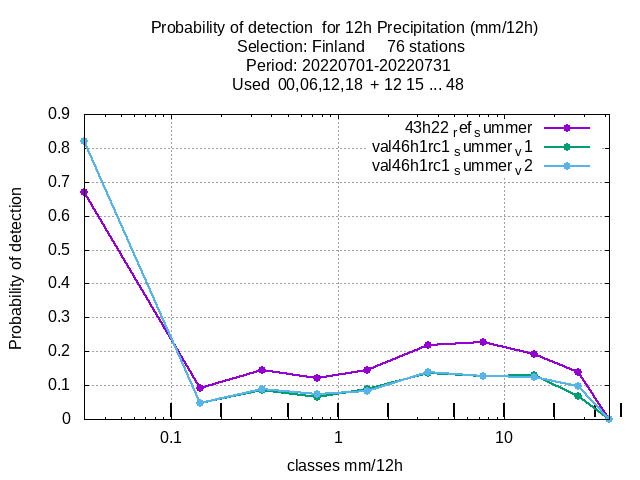 Probability of detection  for 12h Precipitation (mm/12h)
Selection: Finland     76 stations
Period: 20220701-20220731
Used  00,06,12,18  + 12 15 ... 48
43h22 ref summer
val46h1rc1 summer v1
val46h1rc1 summer v2
0.9
0.8
0.7
0.6
0.5
0.4
0.3
0.2
0.1
0
Probability of detection
0.1 1 10
classes mm/12h